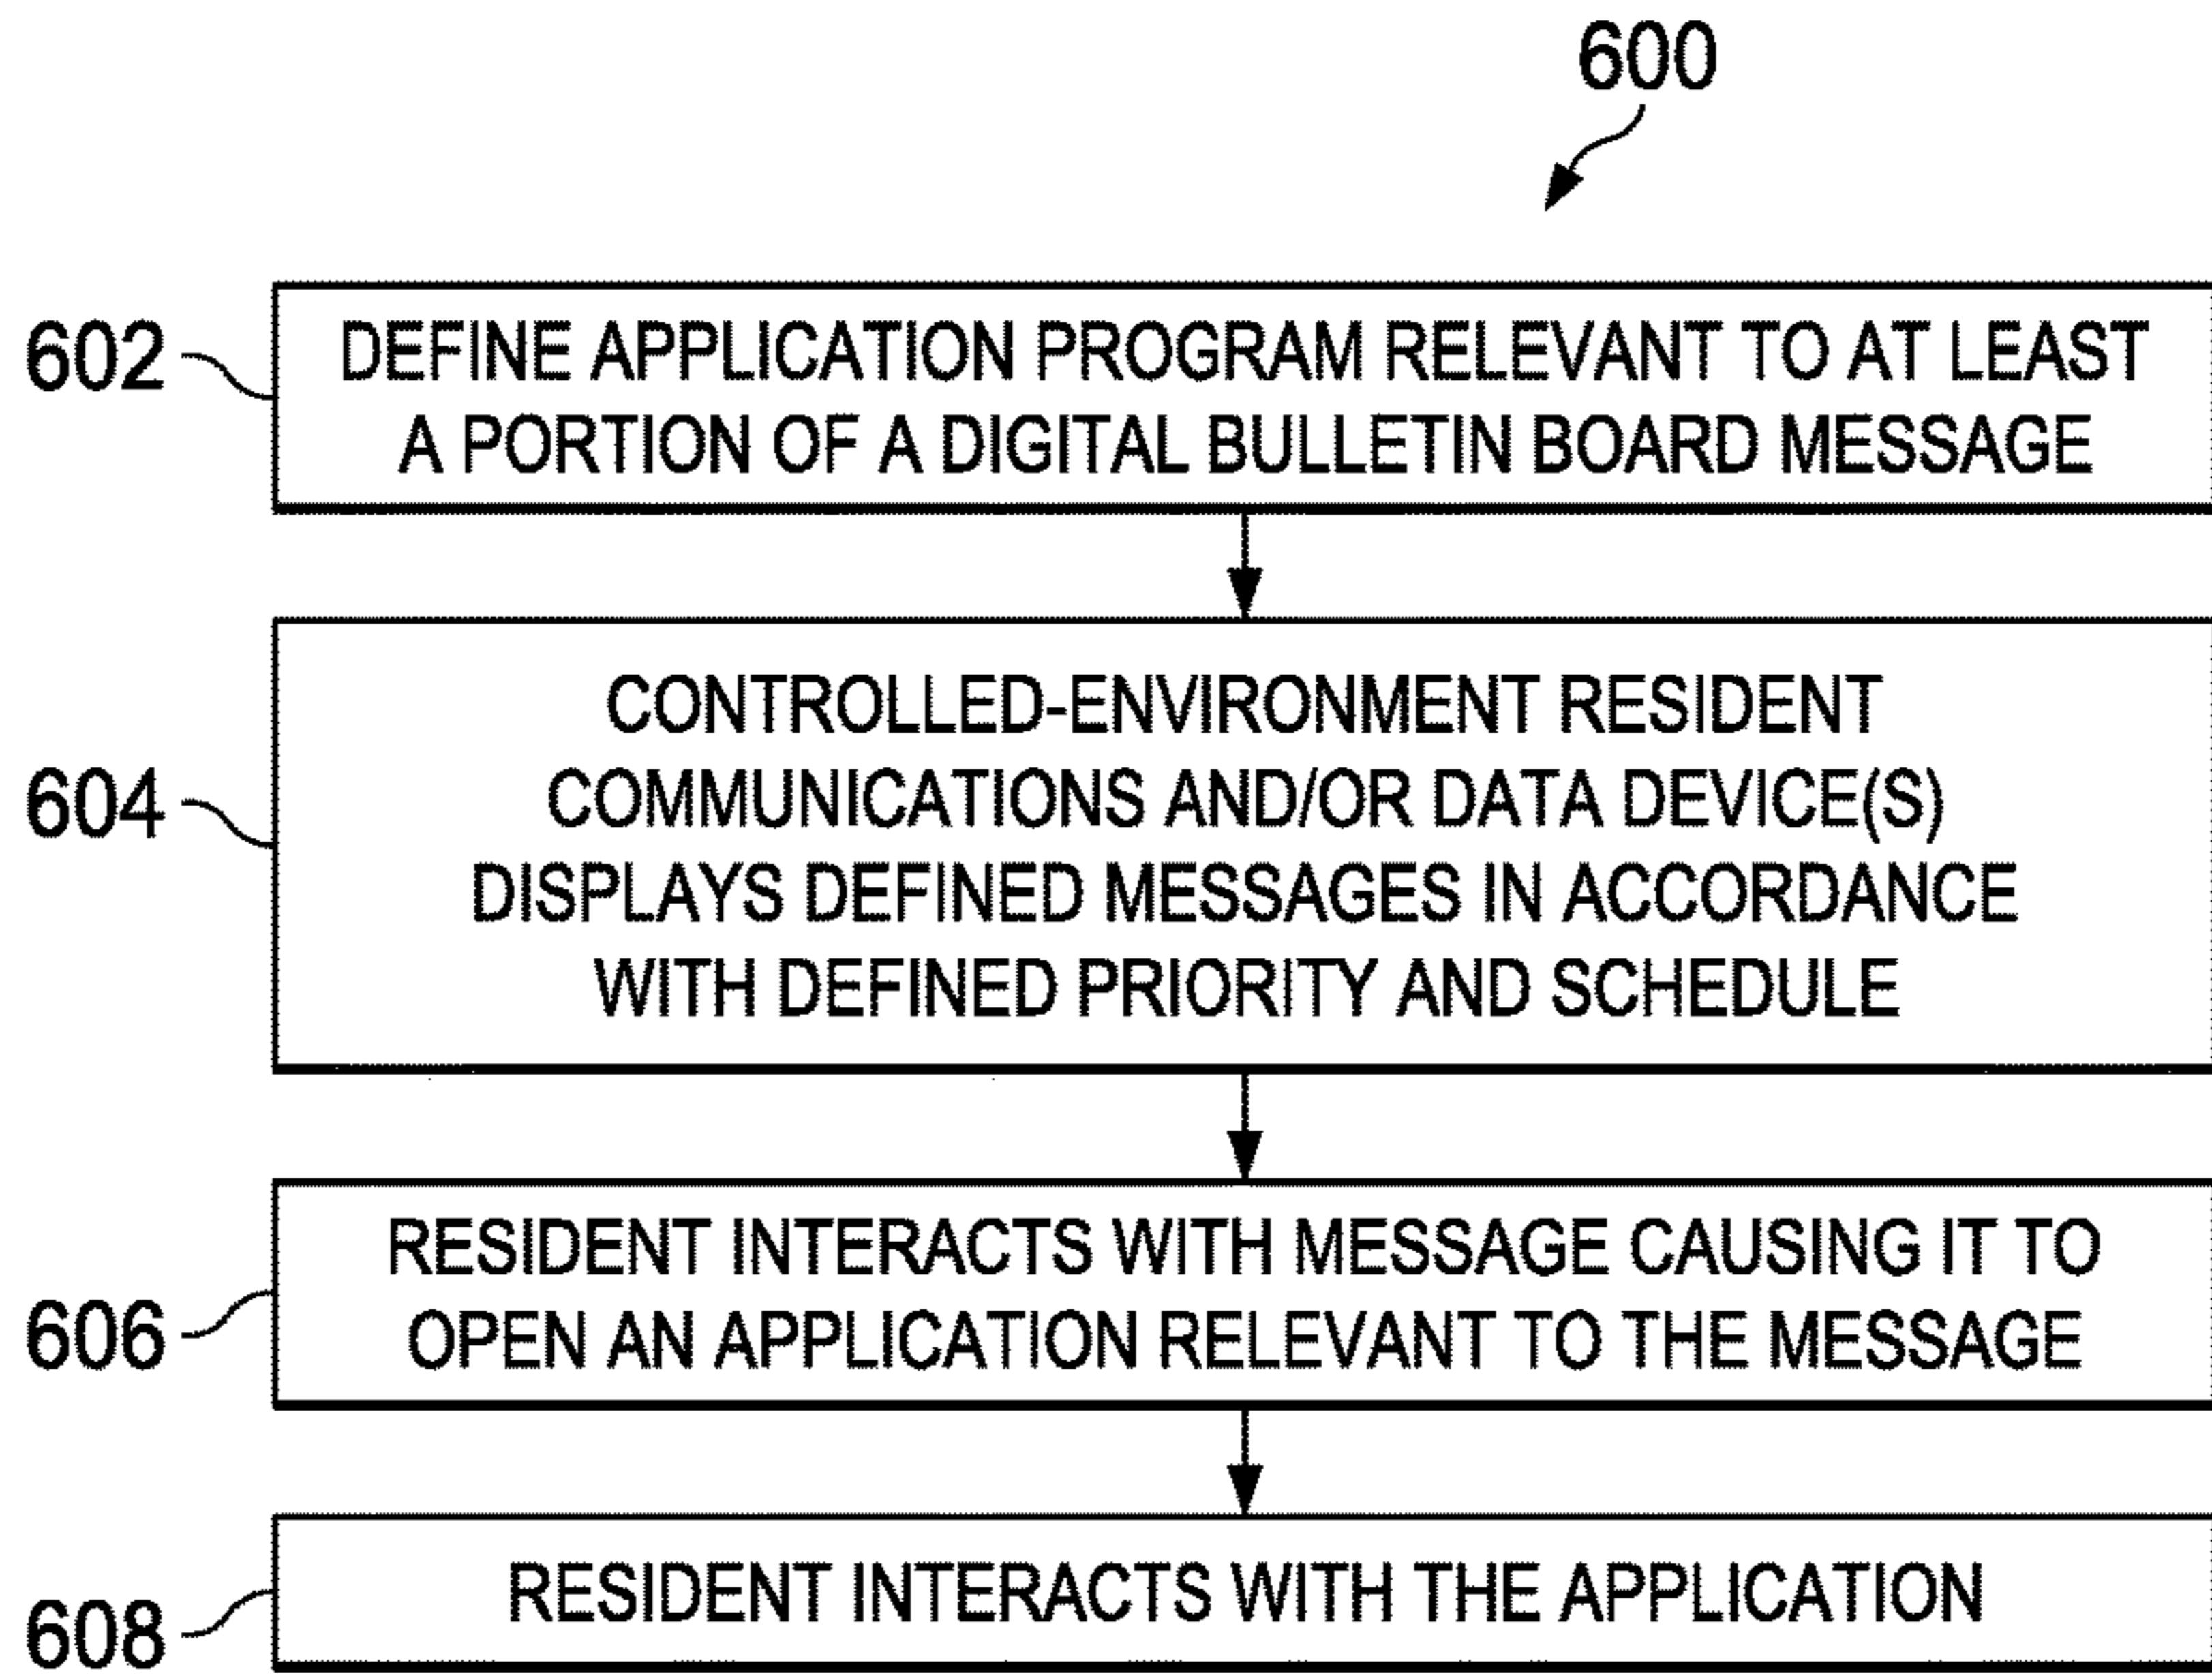 600
602
DEFINE APPLICATION PROGRAM RELEVANT TO AT LEAST
A PORTION OF A DIGITAL BULLETIN BOARD MESSAGE
604
CONTROLLED-ENVIRONMENT RESIDENT
COMMUNICATIONS AND/OR DATA DEVICE(S)
DISPLAYS DEFINED MESSAGES IN ACCORDANCE
WITH DEFINED PRIORITY AND SCHEDULE
606
RESIDENT INTERACTS WITH MESSAGE CAUSING IT TO
OPEN AN APPLICATION RELEVANT TO THE MESSAGE
608
RESIDENT INTERACTS WITH THE APPLICATION